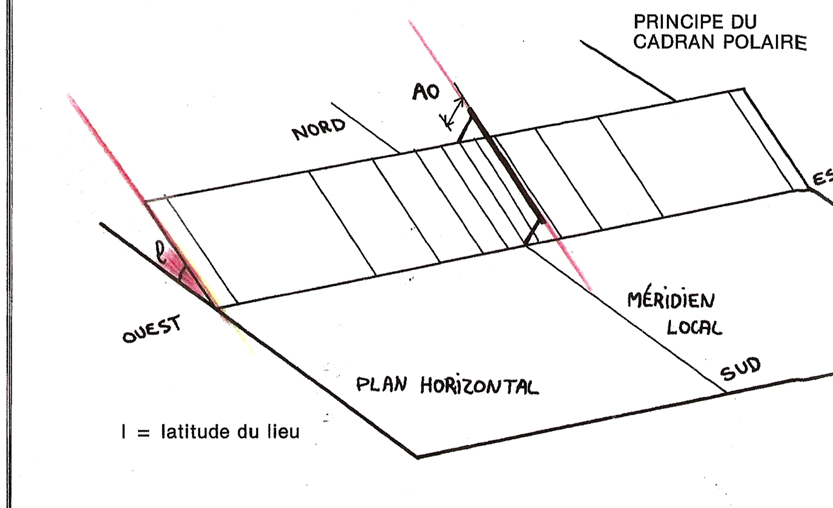 PRINCIPE DU
CADRAN POLAIRE
AO
NORD
ES
l
OUEST
MÉRIDIEN
LOCAL
SUD
PLAN HORIZONTAL
l = latitude du lieu